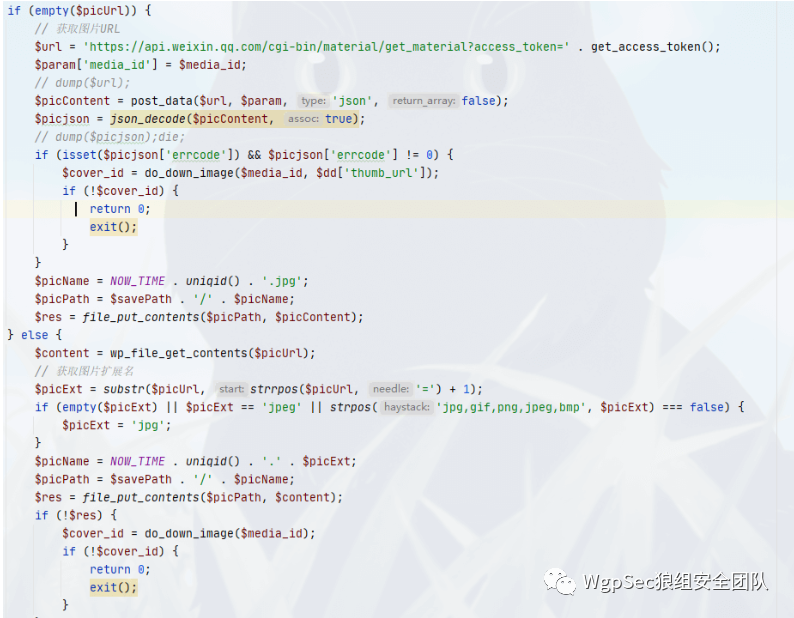 if (empty($picUrl)) {
// 获取图片URL
$url = 'https://api.weixin.qq.com/cgi-bin/material/get_material?access_token=' . get_access_token();
$param['media_id'] = $media_id;
// dump($url);
$picContent = post_data($url, $param, type: 'json', return_array: false);
$picjson = json_decode($picContent, assoc: true);
// dump($picjson);die;
if (isset($picjson['errcode']) && $picjson['errcode'] != 0) {
$cover_id = do_down_image($media_id, $dd['thumb_url']);
if (!$cover_id) {
return 0;
exit();
}
}
$picName = NOW_TIME . uniqid() . '.jpg';
$picPath = $savePath . '/' . $picName;
$res = file_put_contents($picPath, $picContent);
} else {
$content = wp_file_get_contents($picUrl);
// 获取图片扩展名
$picExt = substr($picUrl, start: strrpos($picUrl, needle: '=') + 1);
if (empty($picExt) || $picExt == 'jpeg' || strpos( haystack: 'jpg,gif,png,jpeg,bmp', $picExt) === false) {
$picExt = 'jpg';
}
$picName = NOW_TIME . uniqid() . '.' . $picExt;
$picPath = $savePath . '/' . $picName;
$res = file_put_contents($picPath, $content);
if (!$res) {
$cover_id = do_down_image($media_id);
if (!$cover_id) {
return 0;
exit();
}
WgpSec狼组安全团队